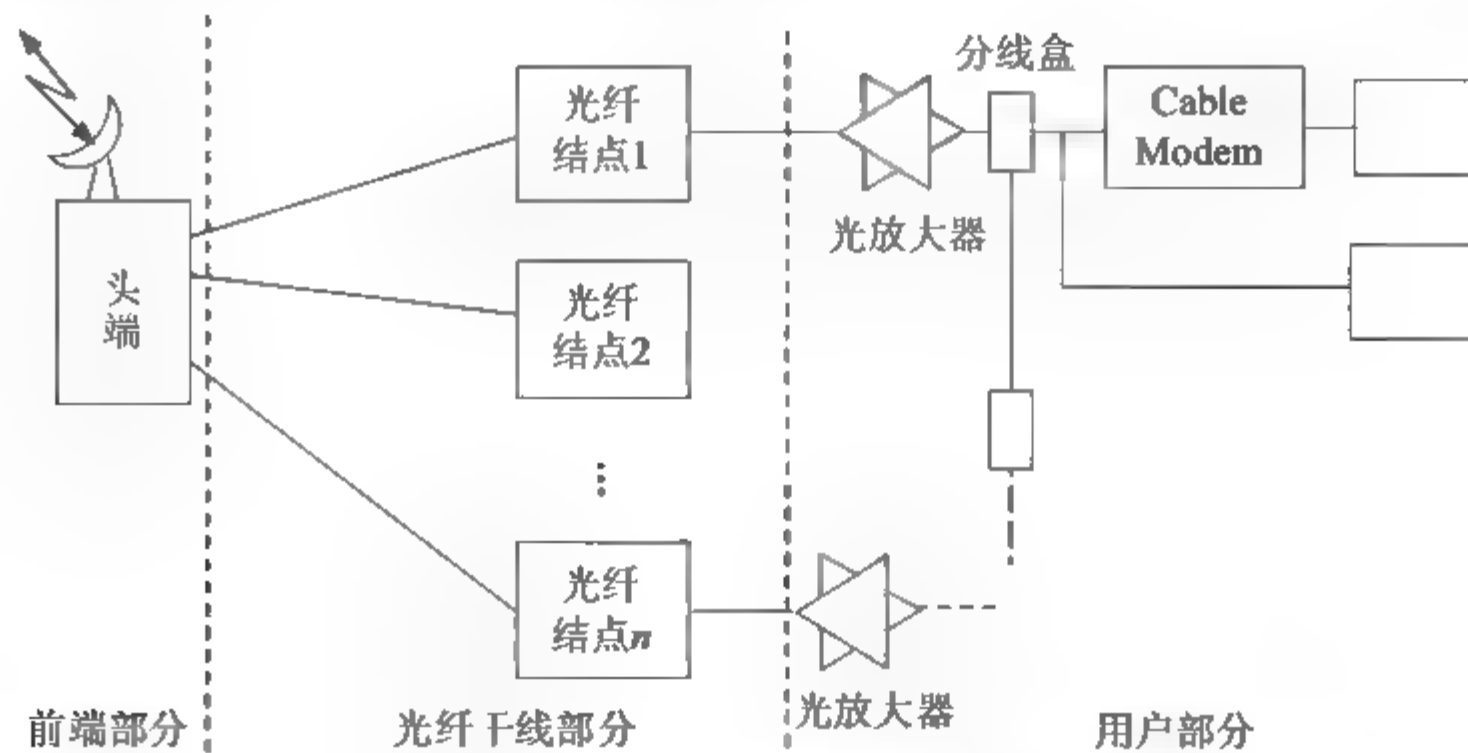 分线盒
光纤
结点1
Cable
Modem
光放大器
头
端
光纤
结点2
光纤
结点n
光放大器
前端部分
光纤干线部分
用户部分